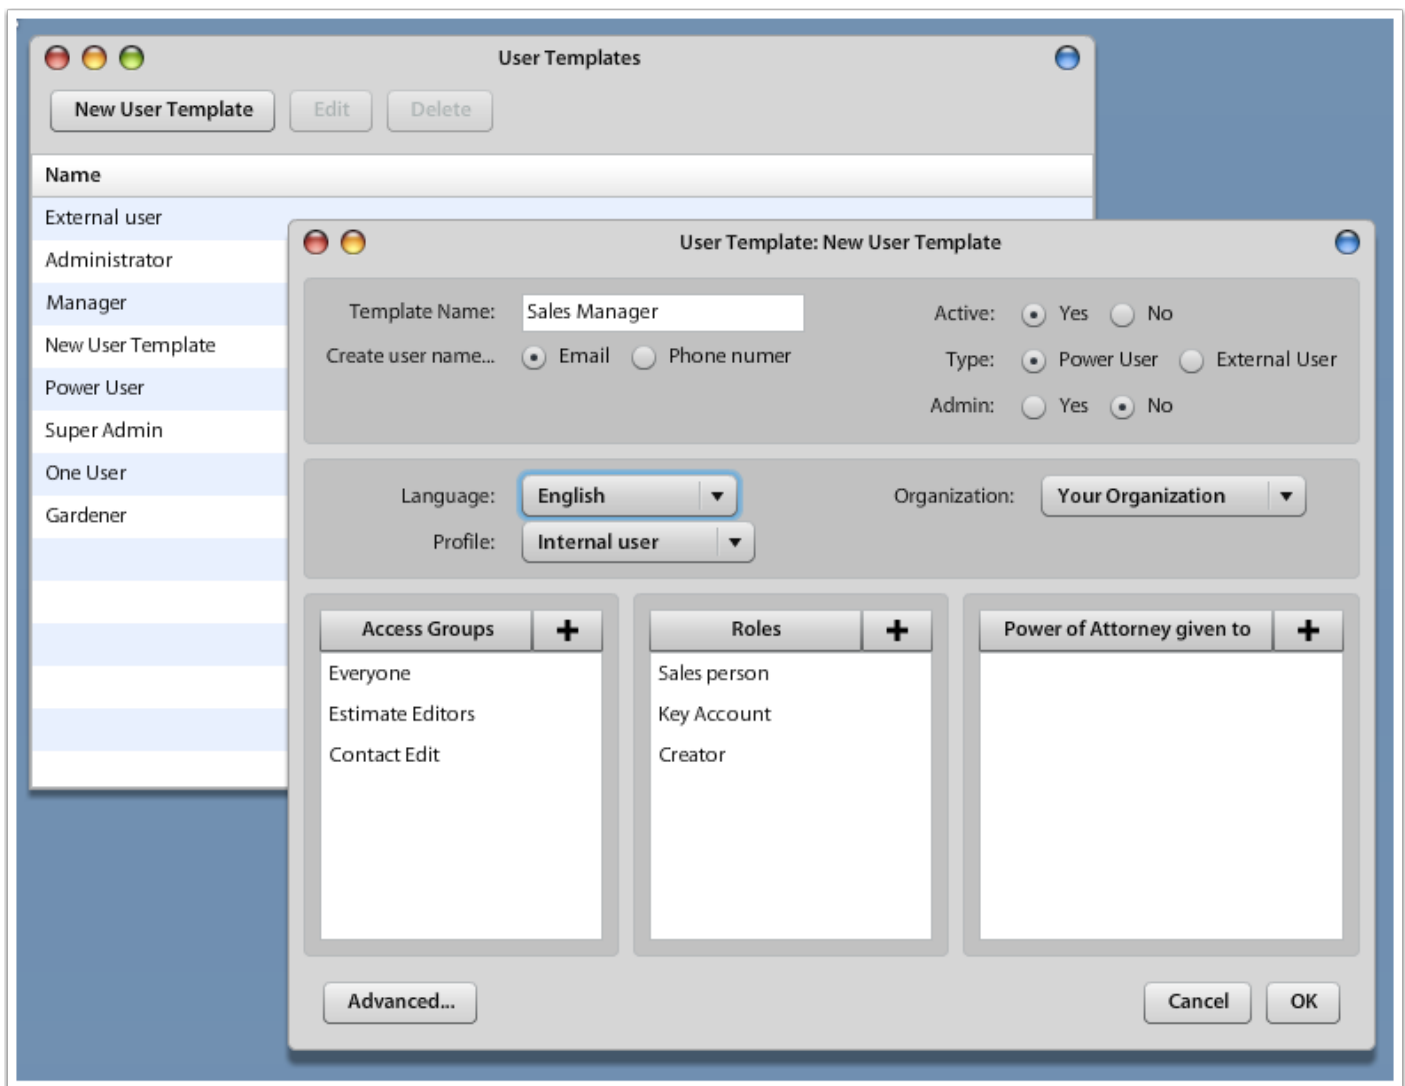 User Templates
New User Template Edit Delete
Name
External user
Administrator
Manager
New User Template
Power User
Super Admin
One User
Gardener
User Template: New User Template
Template Name: Sales Manager Active: Yes No
Create user name... Email Phone numer Type: Power User External User
Admin: Yes No
Language: English Organization: Your Organization
Profile: Internal user
Access Groups Roles Power of Attorney given to
Everyone Sales person
Estimate Editors Key Account
Contact Edit Creator
Advanced... Cancel OK